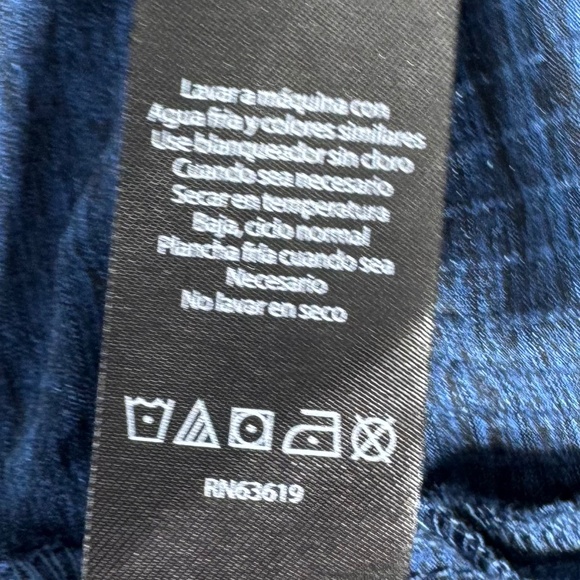 Lavar a máquina con
Agua fría y colores similares
Use blanqueador sin cloro
Cuando sea necesario
Secar en temperatura
Baja, ciclo normal
Plancha fría cuando sea
Necesario
No lavar en seco
RN63619